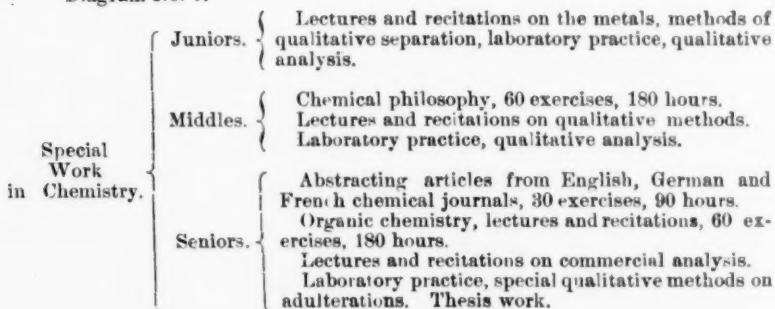 Special
Work
in Chemistry.
Juniors.
Lectures and recitations on the metals, methods of
qualitative separation, laboratory practice, qualitative
analysis.
Middles.
Chemical philosophy, 60 exercises, 180 hours.
Lectures and recitations on qualitative methods.
Laboratory practice, qualitative analysis.
Seniors.
Abstracting articles from English, German and
French chemical journals, 30 exercises, 90 hours.
Organic chemistry, lectures and recitations, 60 ex-
ercises, 180 hours.
Lectures and recitations on commercial analysis.
Laboratory practice, special qualitative methods on
adulterations. Thesis work.